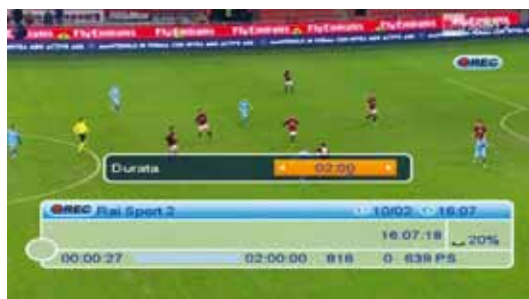 Fly Emirates Fly Emirates Fly Emirates
REC
Durata 02:00
REC Rai Sport 2 10/02 16:07
16:07:18 20%
00:00:27 02:00:00 816 0 639 PS